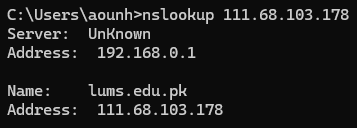 C:\Users\aounh>nslookup 111.68.103.178
Server:  UnKnown
Address:  192.168.0.1

Name:    lums.edu.pk
Address:  111.68.103.178